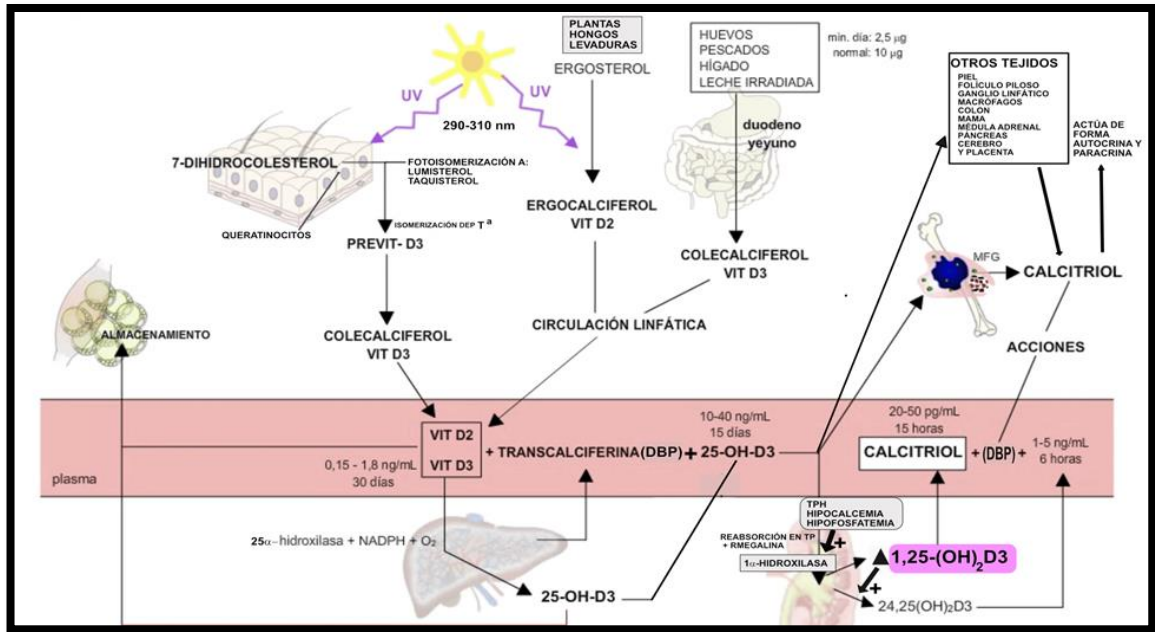 PLANTAS
HONGOS
LEVADURAS
ERGOSTEROL
HUEVOS
PESCADOS
HÍGADO
LECHE IRRADIADA
min. día: 2,5 µg
normal: 10 µg
UV
UV
290-310 nm
duodeno
yeyuno
OTROS TEJIDOS
PIEL
FOLÍCULO PILOSO
GANGLIO LINFÁTICO
MACRÓFAGOS
COLON
MAMA
MÉDULA ADRENAL
PÁNCREAS
CEREBRO
Y PLACENTA
ACTÚA DE
FORMA
AUTOCRINA Y
PARACRINA
7-DIHIDROCOLESTEROL
FOTOISOMERIZACIÓN A:
LUMISTEROL
TAQUISTEROL
QUERATINOCITOS
ISOMERIZACIÓN DEP Tª
PREVIT- D3
ERGOCALCIFEROL
VIT D2
COLECALCIFEROL
VIT D3
MFG
CALCITRIOL
ALMACENAMIENTO
COLECALCIFEROL
VIT D3
CIRCULACIÓN LINFÁTICA
ACCIONES
plasma
0,15 - 1,8 ng/mL
30 días
VIT D2
VIT D3
+ TRANSCALCIFERINA(DBP) + 25-OH-D3
10-40 ng/mL
15 días
20-50 pg/mL
15 horas
CALCITRIOL + (DBP) +
1-5 ng/mL
6 horas
25α-hidroxilasa + NADPH + O₂
25-OH-D3
TPH
HIPOCALCEMIA
HIPOFOSFATEMIA
REABSORCIÓN EN TP
+ RMEGALINA
+
1α-HIDROXILASA
1,25-(OH)₂D3
+
24,25(OH)₂D3